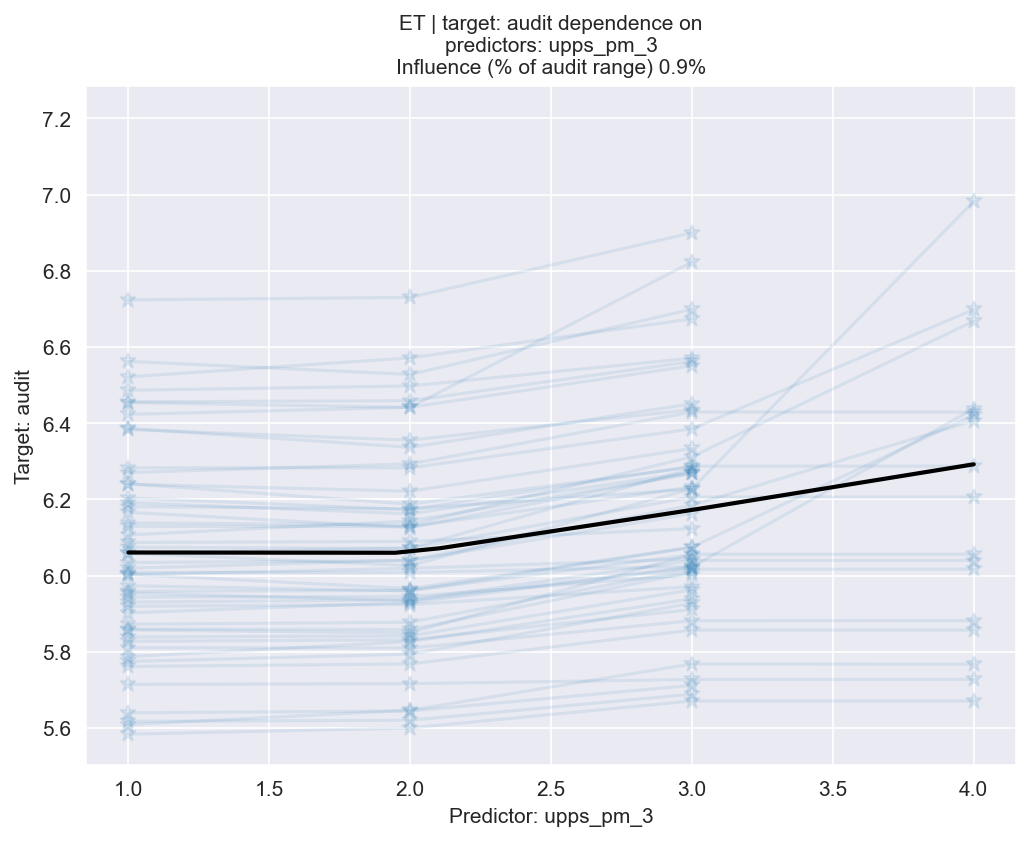 ET | target: audit dependence on
predictors: upps_pm_3
Influence (% of audit range) 0.9%
7.2
7.0
6.8
6.6
6.4
6.2
6.0
5.8
5.6
Target: audit
1.0 1.5 2.0 2.5 3.0 3.5 4.0
Predictor: upps_pm_3